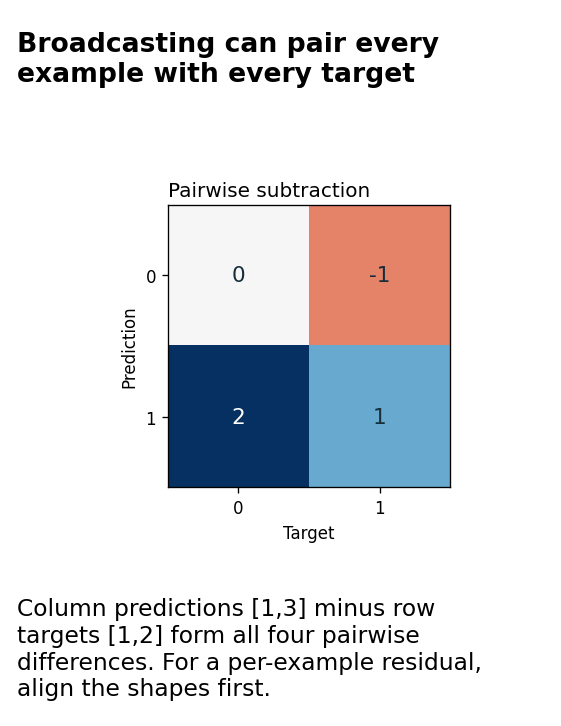 Broadcasting can pair every
example with every target
Pairwise subtraction
0
0 -1
Prediction
1
2 1
0 1
Target
Column predictions [1,3] minus row
targets [1,2] form all four pairwise
differences. For a per-example residual,
align the shapes first.